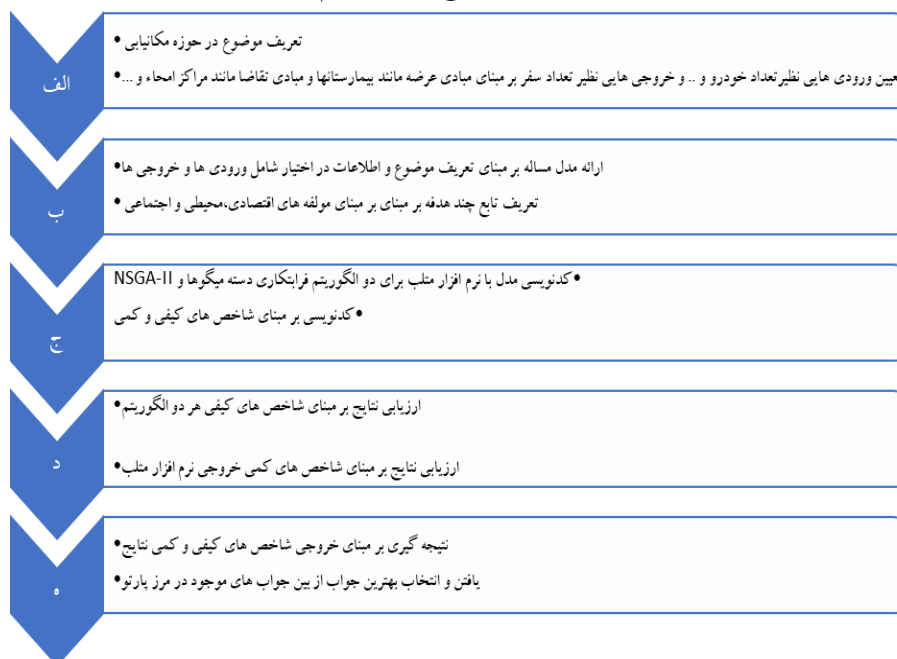 الف
تعریف موضوع در حوزه مکانیابی •
عیین ورودی هایی نظیرتعداد خودرو و .. و خروجی هایی نظیر تعداد سفر بر مبنای مبادی عرضه مانند بیمارستانها و مبادی تقاضا مانند مراکز امحاء و ...•
ب
ارائه مدل مساله بر مبنای تعریف موضوع و اطلاعات در اختیار شامل ورودی ها و خروجی ها•
تعریف تابع چند هدفه بر مبنای بر مبنای مولفه های اقتصادی،محیطی و اجتماعی •
ج
•کدنویسی مدل با نرم افزار متلب برای دو الگوریتم فرابتکاری دسته میگوها و NSGA-II
•کدنویسی بر مبنای شاخص های کیفی و کمی
د
ارزیابی نتایج بر مبنای شاخص های کیفی هر دو الگوریتم•
ارزیابی نتایج بر مبنای شاخص های کمی خروجی نرم افزار متلب•
ه
نتیجه گیری بر مبنای خروجی شاخص های کیفی و کمی نتایج•
یافتن و انتخاب بهترین جواب از بین جواب های موجود در مرز پارتو•